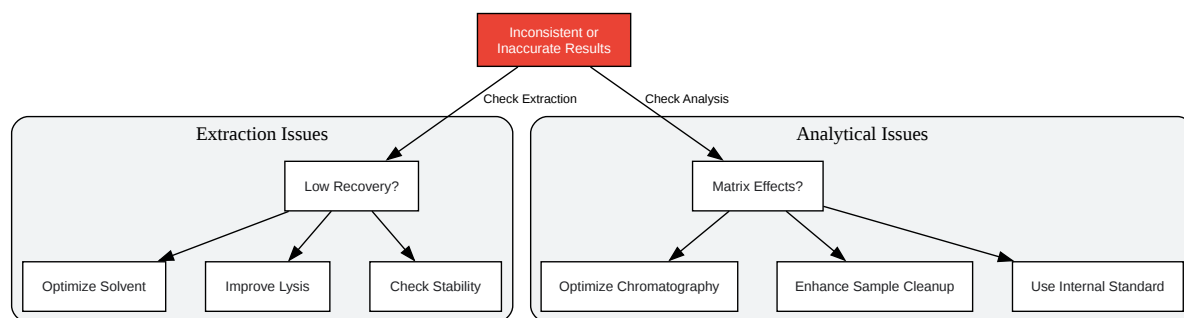 Inconsistent or
Inaccurate Results
Check Extraction
Check Analysis
Extraction Issues
Analytical Issues
Low Recovery?
Matrix Effects?
Optimize Solvent
Improve Lysis
Check Stability
Optimize Chromatography
Enhance Sample Cleanup
Use Internal Standard